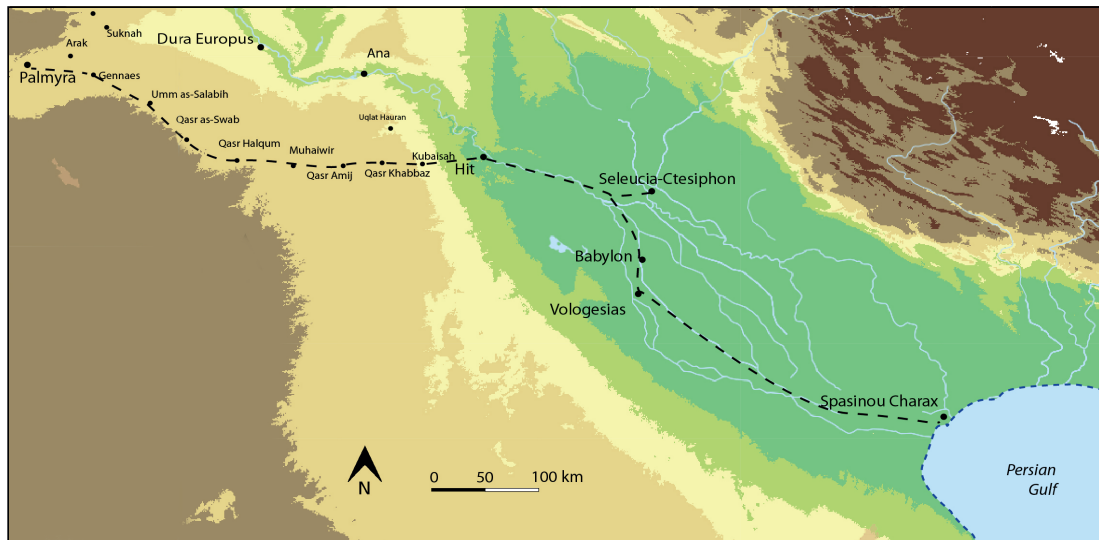 Suknah
Arak
Dura Europus
Ana
Palmyra
Gennaes
Umm as-Salabih
Uqlat Hauran
Qasr as-Swab
Qasr Halqum
Muhaiwir
Kubaisah
Qasr Amij
Qasr Khabbaz
Hit
Seleucia-Ctesiphon
Babylon
Vologesias
Spasinou Charax
0 50 100 km
N
Persian
Gulf